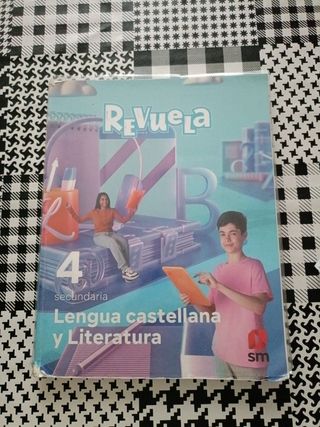 ReVuela
B
4
secundaria
Lengua castellana
y Literatura
sm